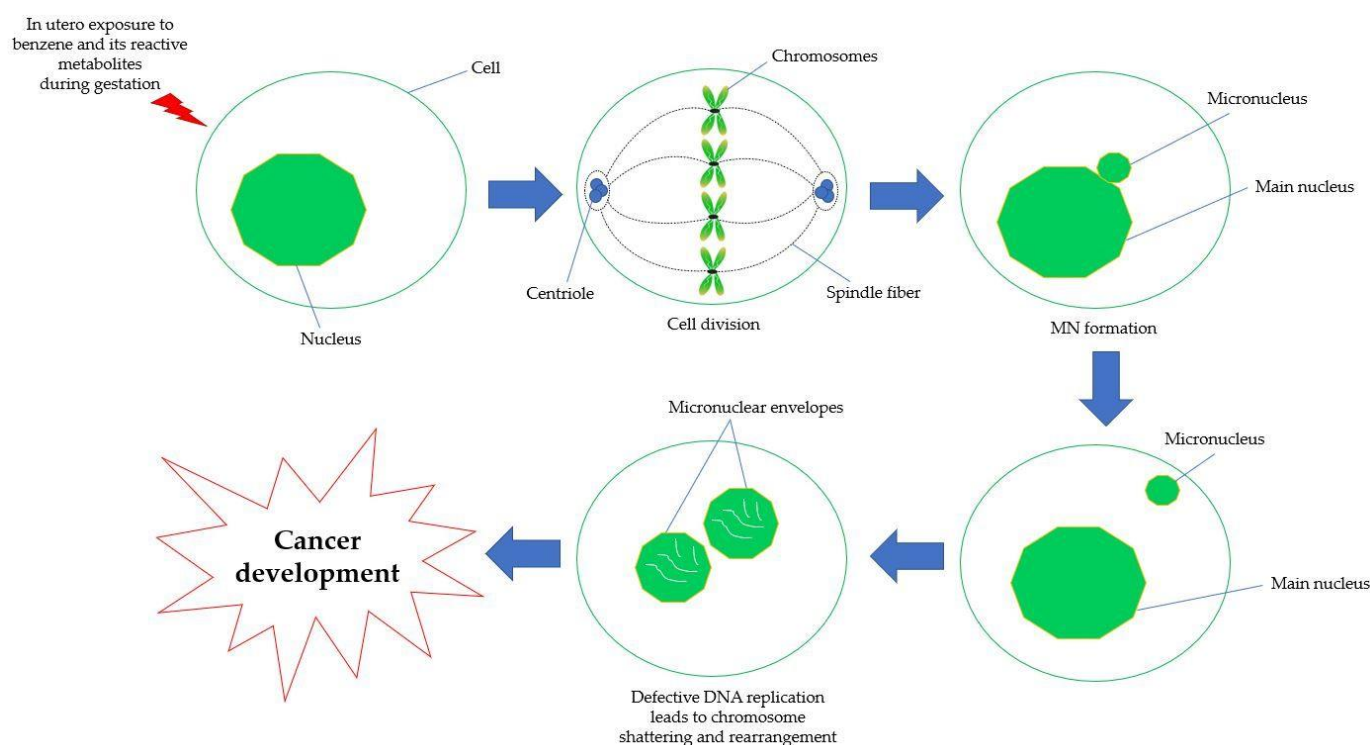 In utero exposure to
benzene and its reactive
metabolites
during gestation
Cell
Nucleus
Chromosomes
Centriole
Spindle fiber
Cell division
Micronucleus
Main nucleus
MN formation
Micronucleus
Main nucleus
Micronuclear envelopes
Defective DNA replication
leads to chromosome
shattering and rearrangement
Cancer
development